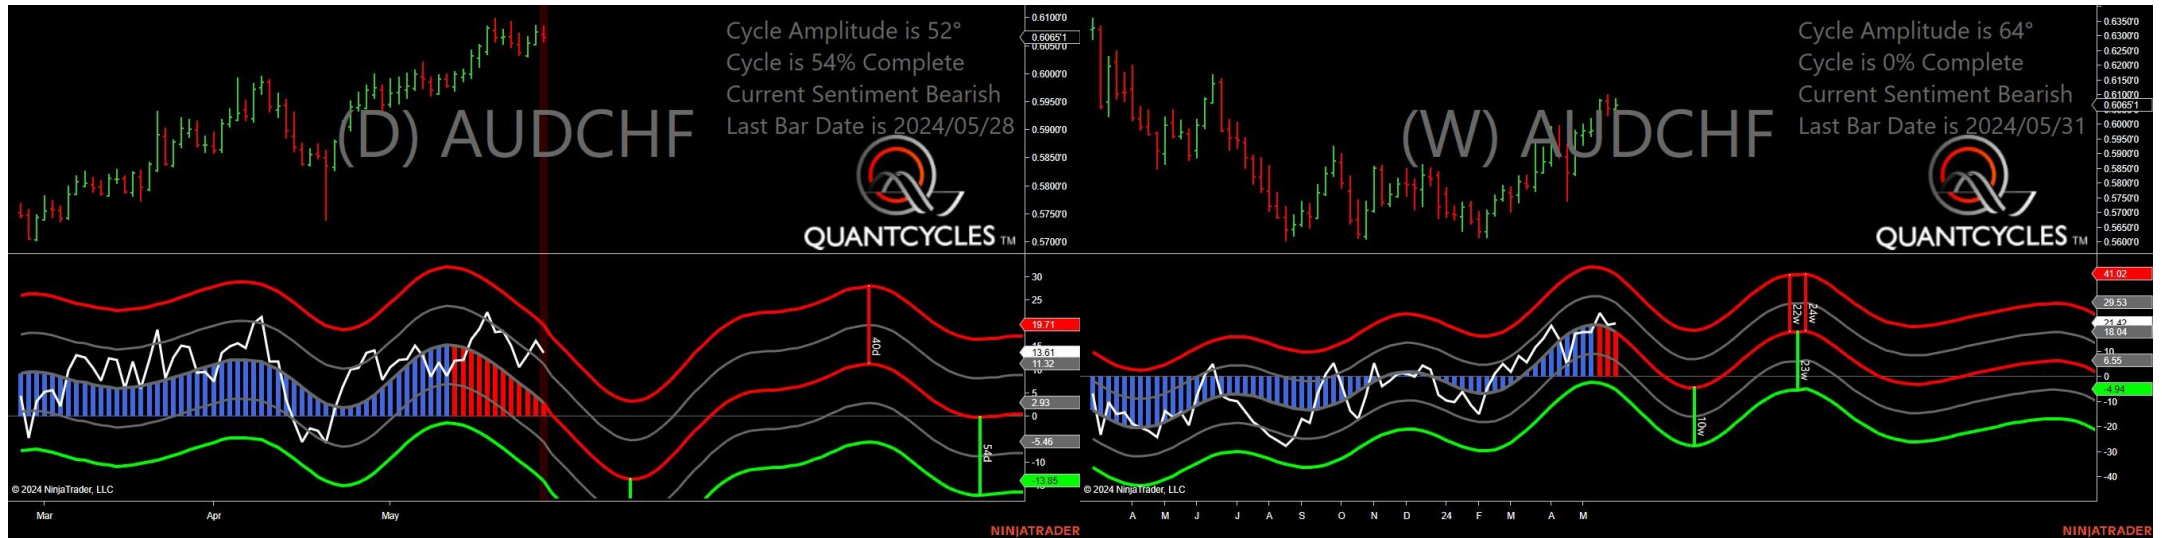 Cycle Amplitude is 52°
Cycle is 54% Complete
Current Sentiment Bearish
Last Bar Date is 2024/05/28
(D) AUDCHF
QUANTCYCLES TM
0.6100'0
0.6065'1
0.6050'0
0.6000'0
0.5950'0
0.5900'0
0.5850'0
0.5800'0
0.5750'0
0.5700'0
30
25
19.71
13.61
11.32
5
2.93
0
-5.46
-10
-13.85
40d
54d
© 2024 NinjaTrader, LLC
Mar Apr May
NINJATRADER
Cycle Amplitude is 64°
Cycle is 0% Complete
Current Sentiment Bearish
Last Bar Date is 2024/05/31
(W) AUDCHF
QUANTCYCLES TM
0.6350'0
0.6300'0
0.6250'0
0.6200'0
0.6150'0
0.6100'0
0.6065'1
0.6000'0
0.5950'0
0.5900'0
0.5850'0
0.5800'0
0.5750'0
0.5700'0
0.5650'0
0.5600'0
41.02
29.53
21.42
18.04
10
6.55
0
-4.94
-10
-20
-30
-40
22w
24w
23w
10w
© 2024 NinjaTrader, LLC
A M J J A S O N D 24 F M A M
NINJATRADER